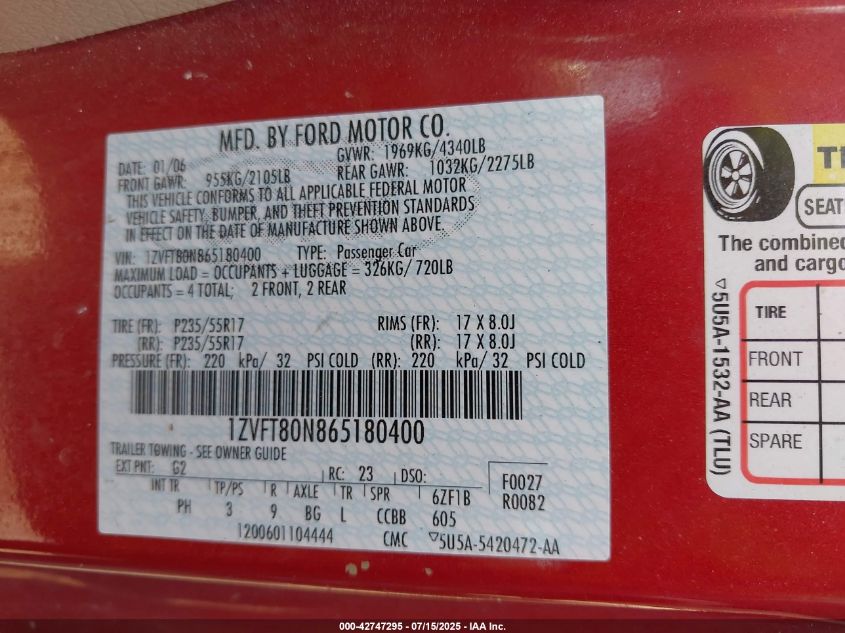 MFD. BY FORD MOTOR CO.
DATE: 01/06
GVWR: 1969KG/4340LB
FRONT GAWR: 955KG/2105LB
REAR GAWR: 1032KG/2275LB
THIS VEHICLE CONFORMS TO ALL APPLICABLE FEDERAL MOTOR
VEHICLE SAFETY, BUMPER, AND THEFT PREVENTION STANDARDS
IN EFFECT ON THE DATE OF MANUFACTURE SHOWN ABOVE.
VIN: 1ZVFT80N865180400 TYPE: Passenger Car
MAXIMUM LOAD = OCCUPANTS + LUGGAGE = 326KG/ 720LB
OCCUPANTS = 4 TOTAL; 2 FRONT, 2 REAR
TIRE (FR): P235/55R17 RIMS (FR): 17 X 8.0J
(RR): P235/55R17 (RR): 17 X 8.0J
PRESSURE (FR): 220 kPa/ 32 PSI COLD (RR): 220 kPa/ 32 PSI COLD
1ZVFT80N865180400
TRAILER TOWING - SEE OWNER GUIDE
EXT PNT: G2 RC: 23 DSO: F0027
INT TR TP/PS R AXLE TR SPR 6ZF1B R0082
PH 3 9 BG L CCBB 605
1200601104444 CMC ▽5U5A-5420472-AA
TI
SEAT
The combined
and cargo
TIRE
FRONT
REAR
SPARE
▽5U5A-1532-AA (TLU)
000-42747295 - 07/15/2025 - IAA Inc.